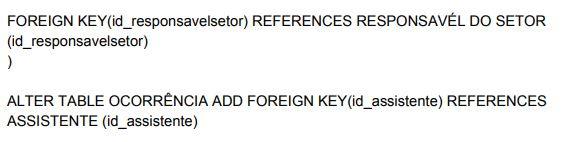 FOREIGN KEY(id_responsavelsetor) REFERENCES RESPONSAVÉL DO SETOR
(id_responsavelsetor)
)
ALTER TABLE OCORRÊNCIA ADD FOREIGN KEY(id_assistente) REFERENCES
ASSISTENTE (id_assistente)